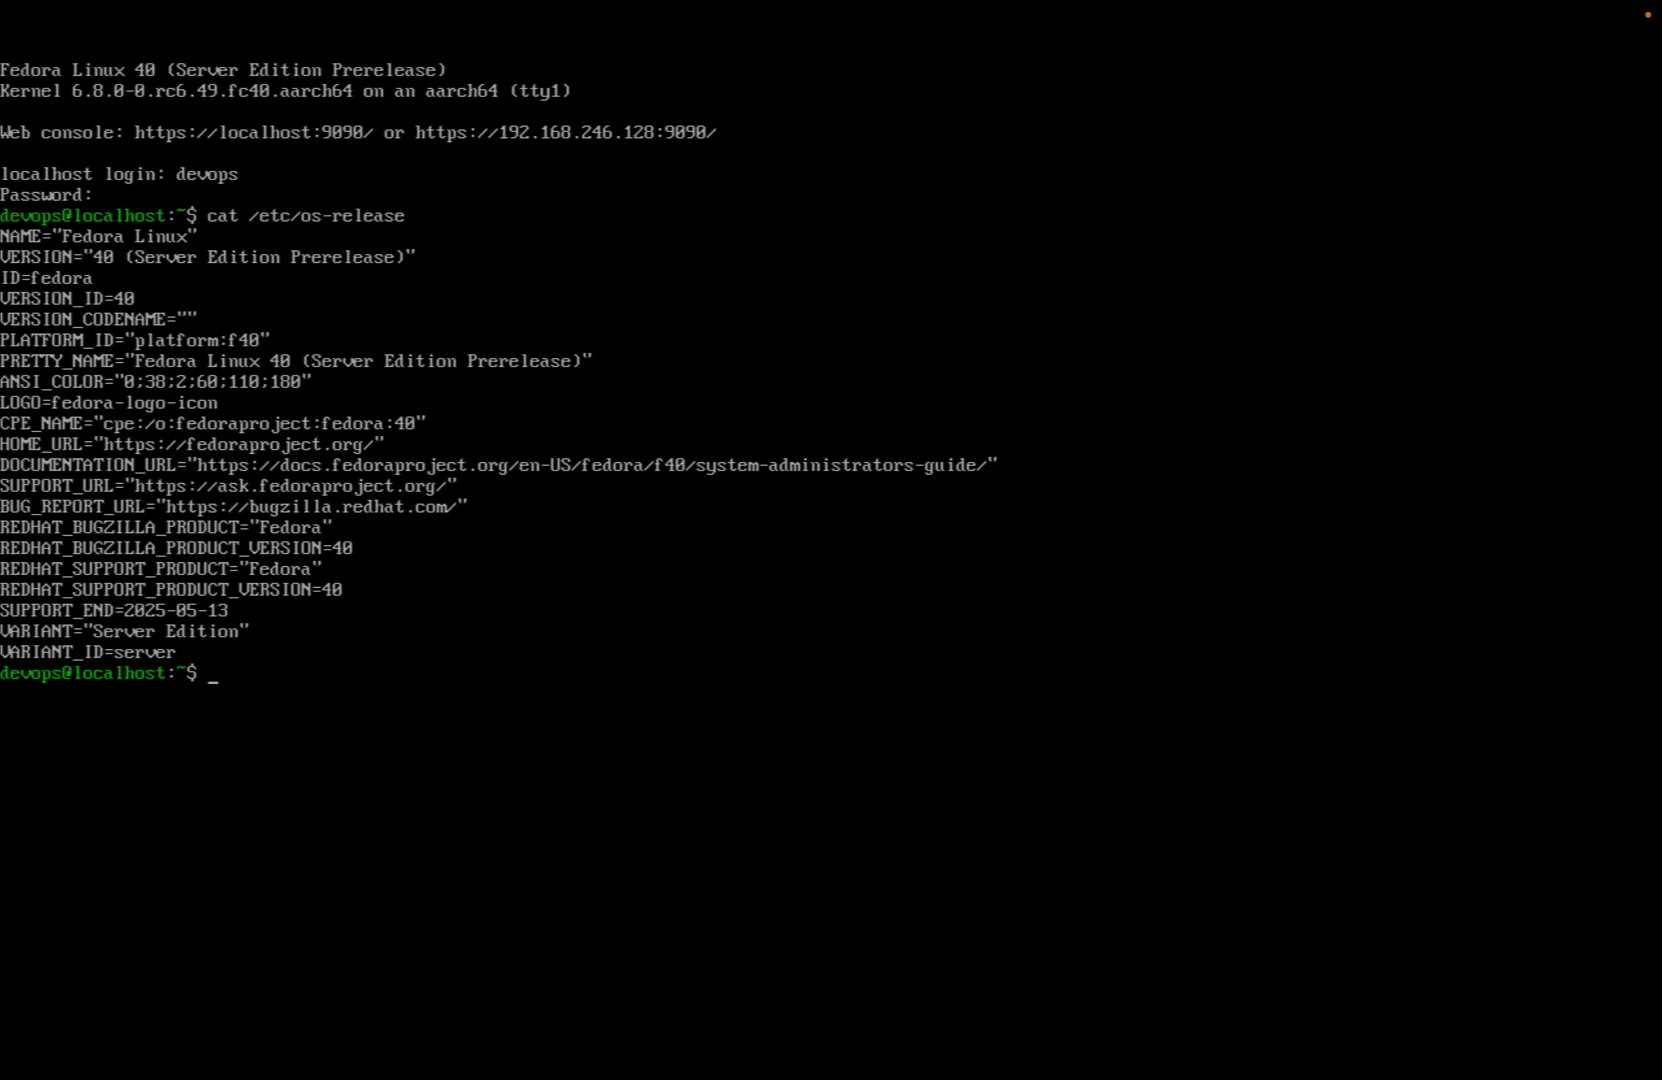 Fedora Linux 40 (Server Edition Prerelease)
Kernel 6.8.0-0.rc6.49.fc40.aarch64 on an aarch64 (tty1)
Web console: https://localhost:9090/ or https://192.168.246.128:9090/
localhost login: devops
Password:
devops@localhost:~$ cat /etc/os-release
NAME="Fedora Linux"
VERSION="40 (Server Edition Prerelease)"
ID=fedora
VERSION_ID=40
VERSION_CODENAME=""
PLATFORM_ID="platform:f40"
PRETTY_NAME="Fedora Linux 40 (Server Edition Prerelease)"
ANSI_COLOR="0;38;2;60;110;180"
LOGO=fedora-logo-icon
CPE_NAME="cpe:/o:fedoraproject:fedora:40"
HOME_URL="https://fedoraproject.org/"
DOCUMENTATION_URL="https://docs.fedoraproject.org/en-US/fedora/f40/system-administrators-guide/"
SUPPORT_URL="https://ask.fedoraproject.org/"
BUG_REPORT_URL="https://bugzilla.redhat.com/"
REDHAT_BUGZILLA_PRODUCT="Fedora"
REDHAT_BUGZILLA_PRODUCT_VERSION=40
REDHAT_SUPPORT_PRODUCT="Fedora"
REDHAT_SUPPORT_PRODUCT_VERSION=40
SUPPORT_END=2025-05-13
VARIANT="Server Edition"
VARIANT_ID=server
devops@localhost:~$ _